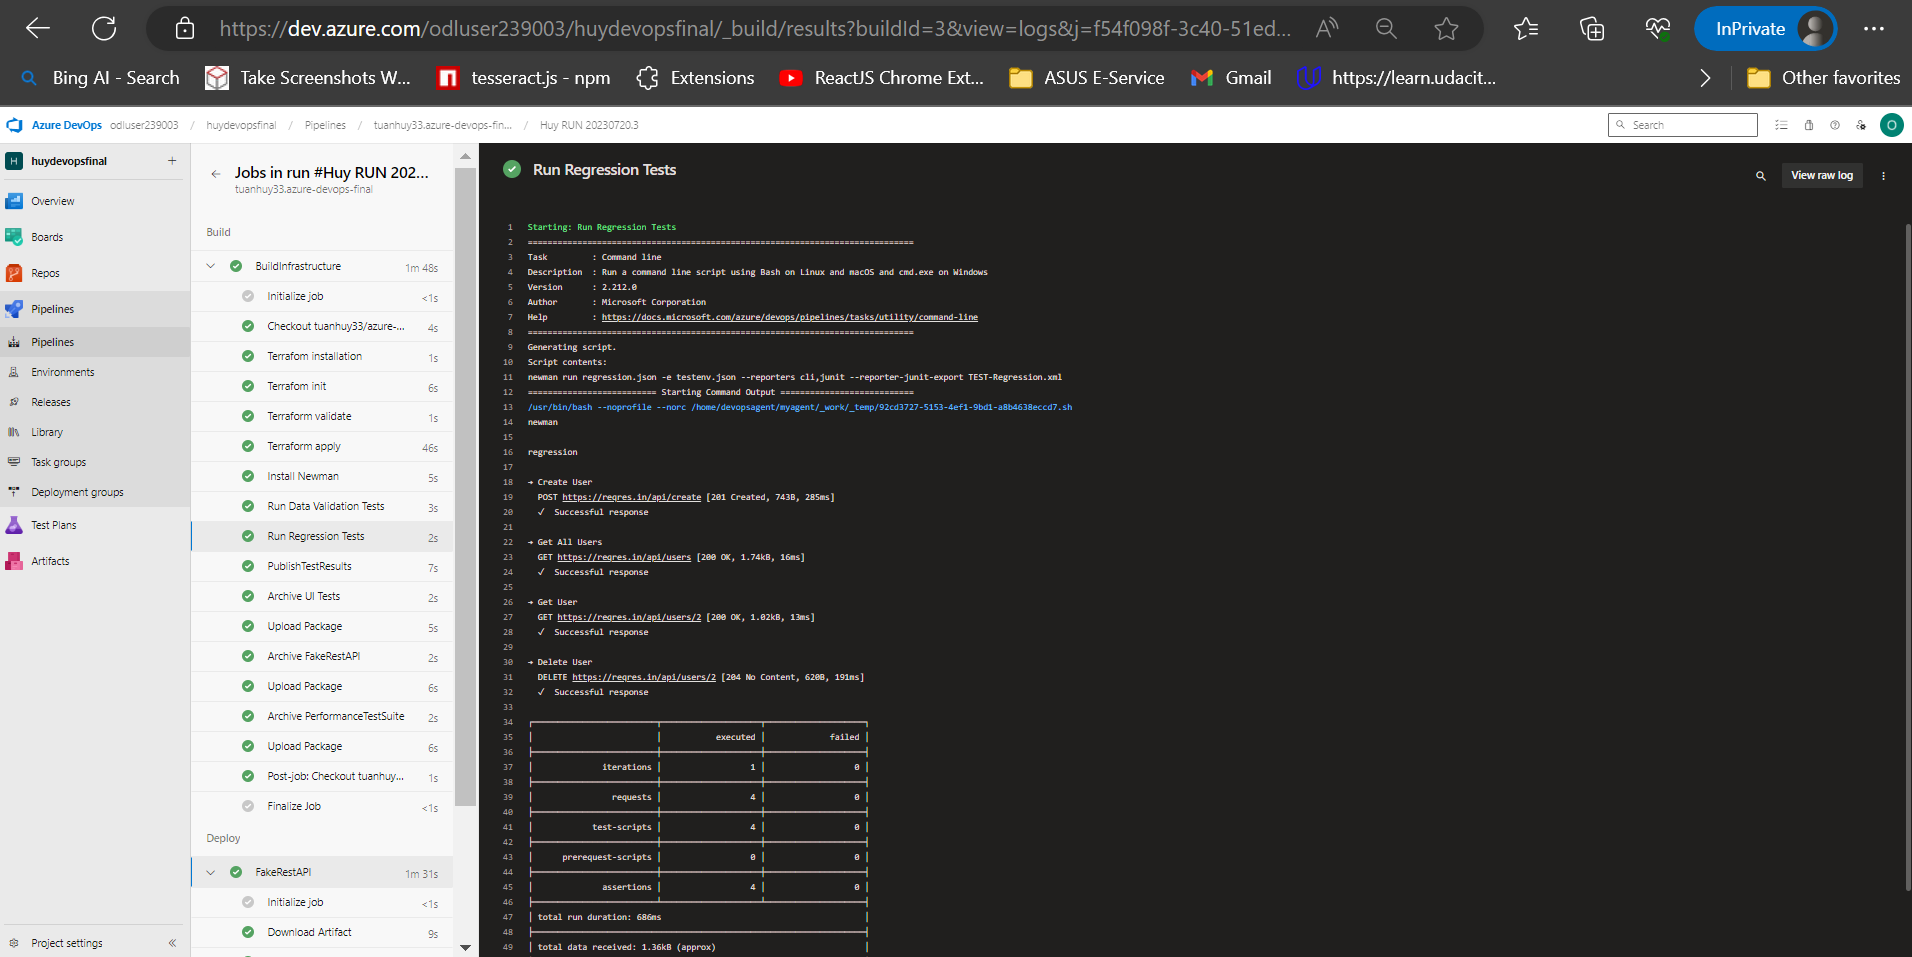 https://dev.azure.com/odluser239003/huydevopsfinal/_build/results?buildId=3&view=logs&j=f54f098f-3c40-51ed...
InPrivate
Bing AI - Search
Take Screenshots W...
tesseract.js - npm
Extensions
ReactJS Chrome Ext...
ASUS E-Service
Gmail
https://learn.udacit...
Other favorites
Azure DevOps odluser239003 / huydevopsfinal / Pipelines / tuanhuy33.azure-devops-fin... / Huy RUN 20230720.3
Search
O
H huydevopsfinal +
Overview
Boards
Repos
Pipelines
Pipelines
Environments
Releases
Library
Task groups
Deployment groups
Test Plans
Artifacts
Project settings
Jobs in run #Huy RUN 202...
tuanhuy33.azure-devops-final
Build
BuildInfrastructure 1m 48s
Initialize job <1s
Checkout tuanhuy33/azure-... 4s
Terrafom installation 1s
Terrafom init 6s
Terraform validate 1s
Terraform apply 46s
Install Newman 5s
Run Data Validation Tests 3s
Run Regression Tests 2s
PublishTestResults 7s
Archive UI Tests 2s
Upload Package 5s
Archive FakeRestAPI 2s
Upload Package 6s
Archive PerformanceTestSuite 2s
Upload Package 6s
Post-job: Checkout tuanhuy... 1s
Finalize Job <1s
Deploy
FakeRestAPI 1m 31s
Initialize job <1s
Download Artifact 9s
Run Regression Tests
View raw log
1 Starting: Run Regression Tests
2 ==============================================================================
3 Task : Command line
4 Description : Run a command line script using Bash on Linux and macOS and cmd.exe on Windows
5 Version : 2.212.0
6 Author : Microsoft Corporation
7 Help : https://docs.microsoft.com/azure/devops/pipelines/tasks/utility/command-line
8 ==============================================================================
9 Generating script.
10 Script contents:
11 newman run regression.json -e testenv.json --reporters cli,junit --reporter-junit-export TEST-Regression.xml
12 ========================== Starting Command Output ===========================
13 /usr/bin/bash --noprofile --norc /home/devopsagent/myagent/_work/_temp/92cd3727-5153-4ef1-9bd1-a8b4638eccd7.sh
14 newman
15
16 regression
17
18 → Create User
19 POST https://reqres.in/api/create [201 Created, 743B, 285ms]
20 √ Successful response
21
22 → Get All Users
23 GET https://reqres.in/api/users [200 OK, 1.74kB, 16ms]
24 √ Successful response
25
26 → Get User
27 GET https://reqres.in/api/users/2 [200 OK, 1.02kB, 13ms]
28 √ Successful response
29
30 → Delete User
31 DELETE https://reqres.in/api/users/2 [204 No Content, 620B, 191ms]
32 √ Successful response
33
34
35 executed failed
36
37 iterations 1 0
38
39 requests 4 0
40
41 test-scripts 4 0
42
43 prerequest-scripts 0 0
44
45 assertions 4 0
46
47 total run duration: 686ms
48
49 total data received: 1.36kB (approx)